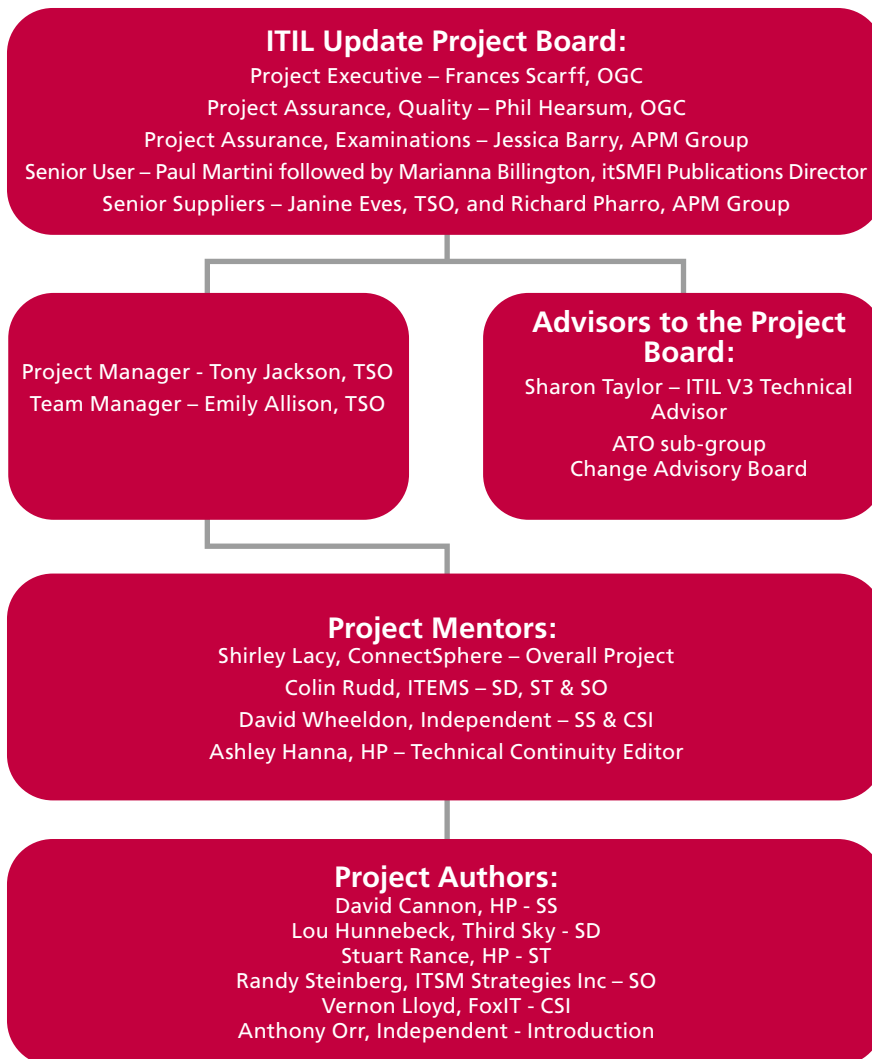 ITIL Update Project Board:
Project Executive – Frances Scarff, OGC
Project Assurance, Quality – Phil Hearsum, OGC
Project Assurance, Examinations – Jessica Barry, APM Group
Senior User – Paul Martini followed by Marianna Billington, itSMFI Publications Director
Senior Suppliers – Janine Eves, TSO, and Richard Pharro, APM Group
Project Manager - Tony Jackson, TSO
Team Manager – Emily Allison, TSO
Advisors to the Project
Board:
Sharon Taylor – ITIL V3 Technical
Advisor
ATO sub-group
Change Advisory Board
Project Mentors:
Shirley Lacy, ConnectSphere – Overall Project
Colin Rudd, ITEMS – SD, ST & SO
David Wheeldon, Independent – SS & CSI
Ashley Hanna, HP – Technical Continuity Editor
Project Authors:
David Cannon, HP - SS
Lou Hunnebeck, Third Sky - SD
Stuart Rance, HP - ST
Randy Steinberg, ITSM Strategies Inc – SO
Vernon Lloyd, FoxIT - CSI
Anthony Orr, Independent - Introduction